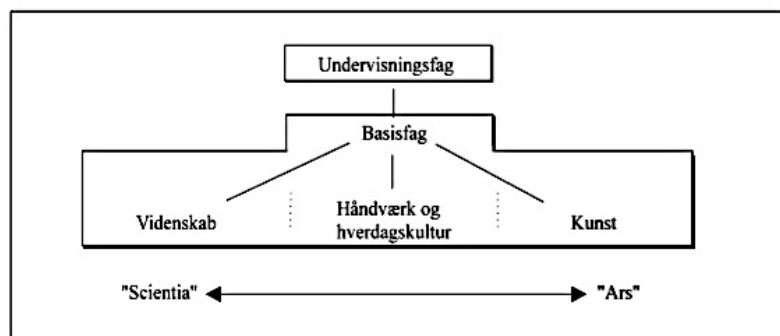 Undervisningsfag
Basisfag
Videnskab
Håndværk og
hverdagskultur
Kunst
"Scientia"
"Ars"